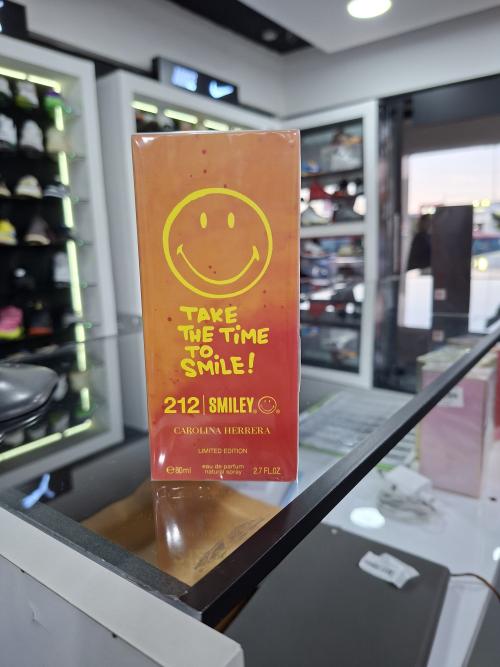 TAKE
THE TiME
TO
SMiLE!
212 | SMILEY®
CAROLINA HERRERA
LIMITED EDITION
℮80ml eau de parfum 2.7 FL.OZ
natural spray